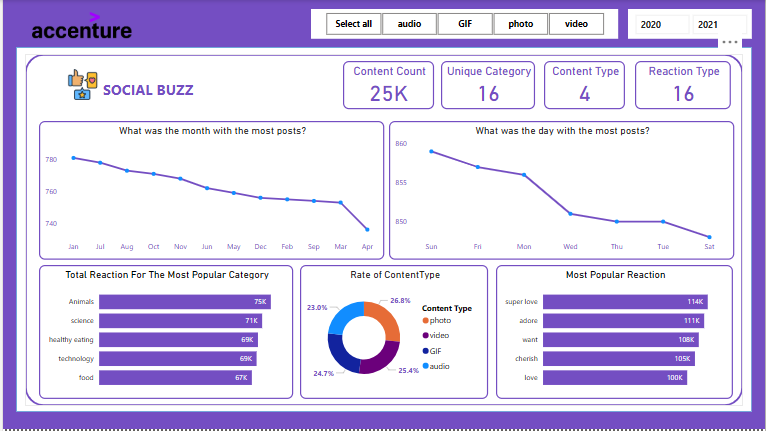 accenture
Select all audio GIF photo video
2020 2021
SOCIAL BUZZ
Content Count
25K
Unique Category
16
Content Type
4
Reaction Type
16
What was the month with the most posts?
780
760
740
Jan Jul Aug Oct Nov Jun May Dec Feb Sep Mar Apr
What was the day with the most posts?
860
855
850
Sun Fri Mon Wed Thu Tue Sat
Total Reaction For The Most Popular Category
Animals 75K
science 71K
healthy eating 69K
technology 69K
food 67K
Rate of ContentType
23.0%
26.8%
24.7%
25.4%
Content Type
photo
video
GIF
audio
Most Popular Reaction
super love 114K
adore 111K
want 108K
cherish 105K
love 100K